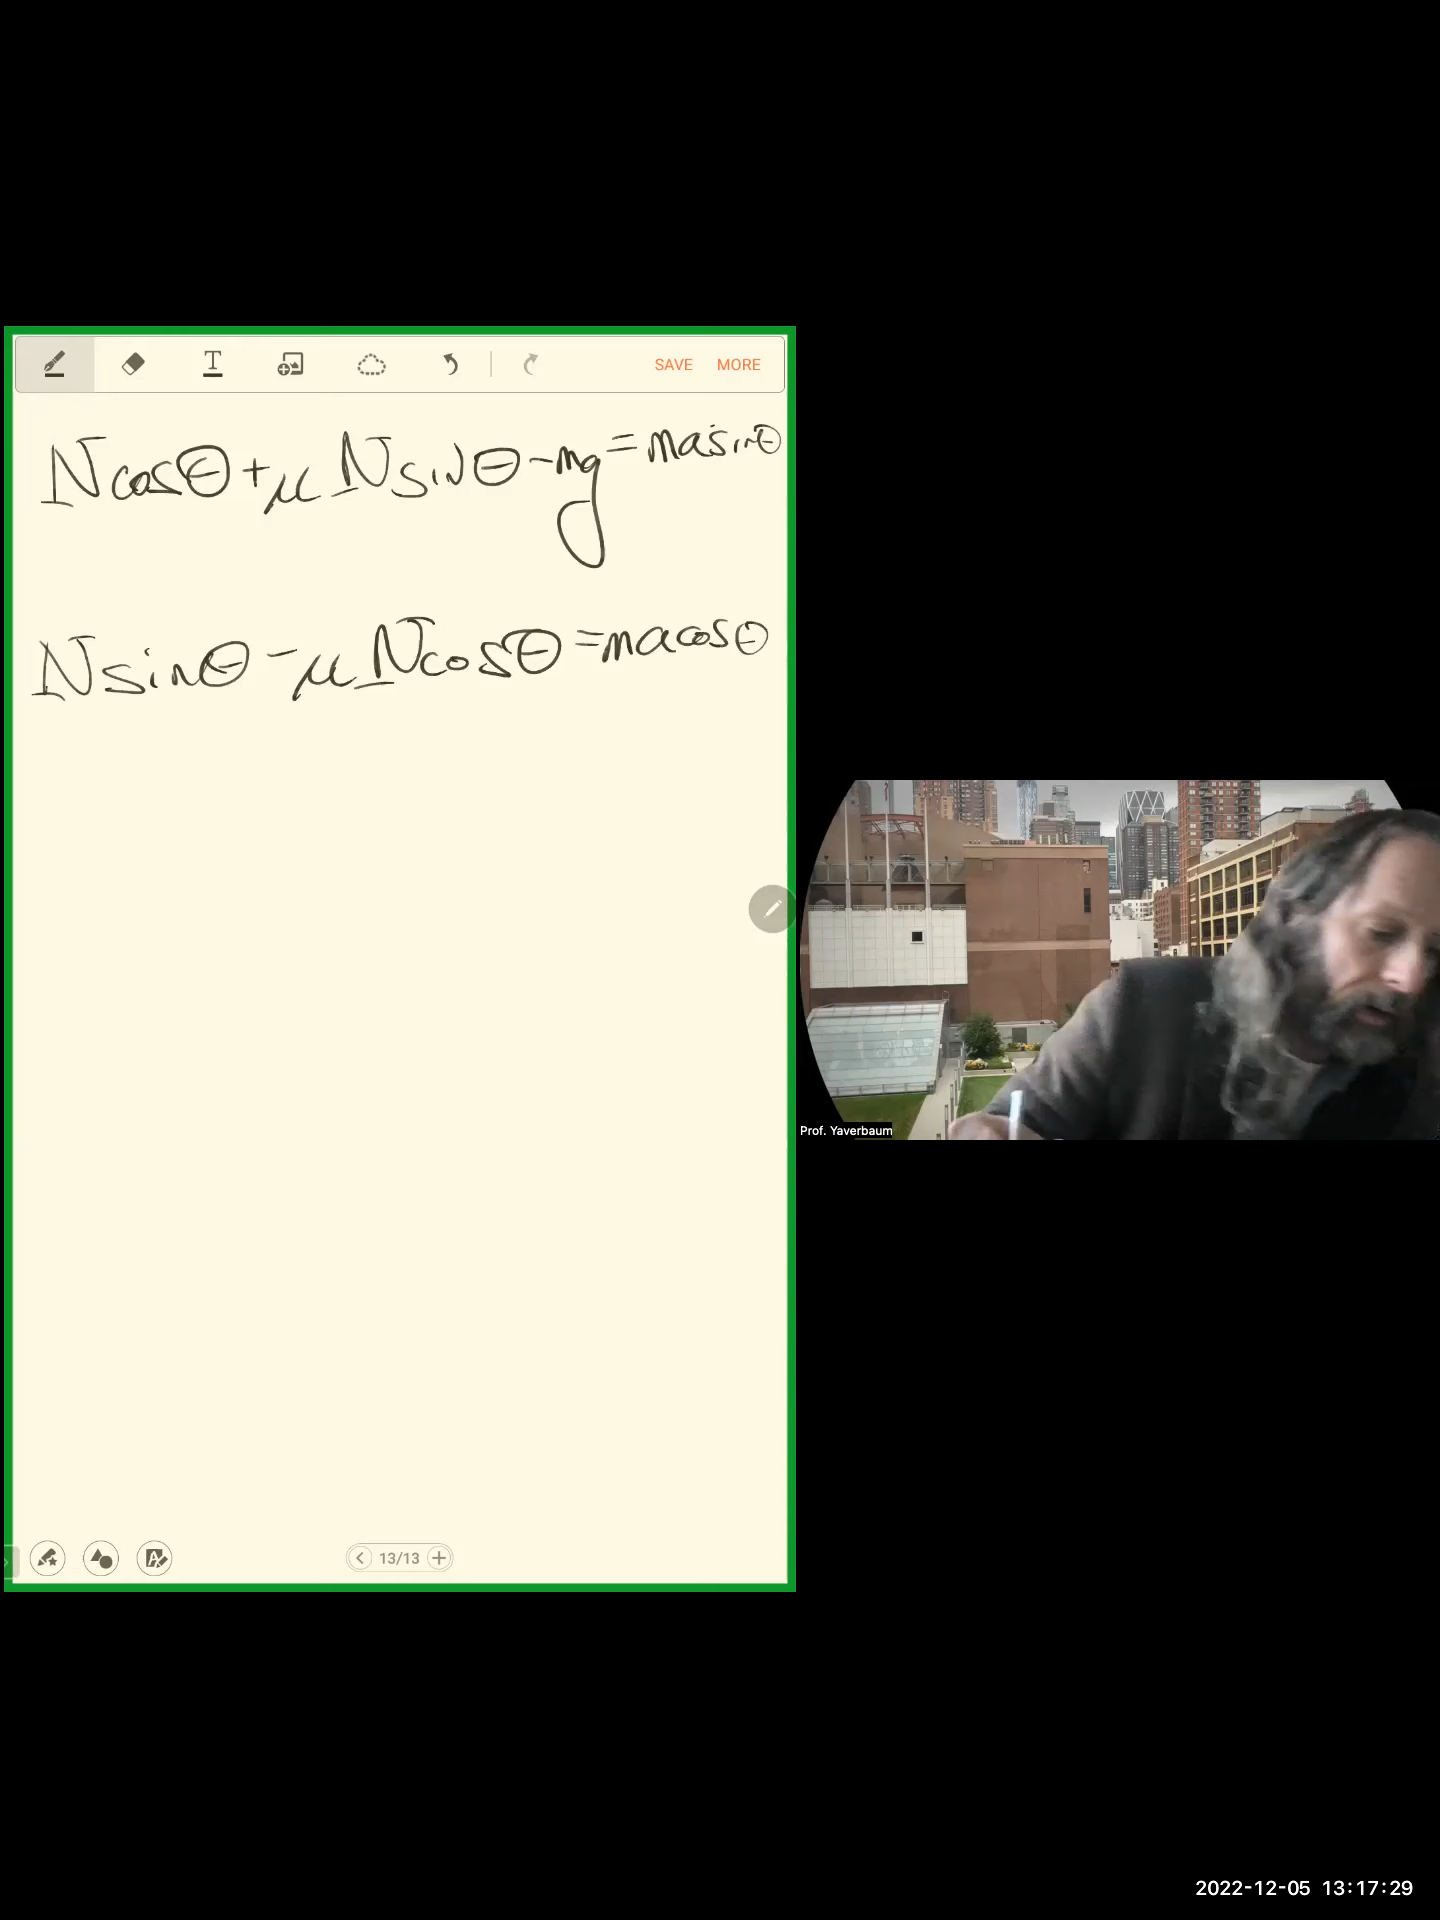 T
SAVE
MORE
Ncosθ+μNsinθ-mg=masinθ
Nsinθ-μNcosθ=macosθ
Prof. Yaverbaum
A
13/13
2022-12-05 13:17:29